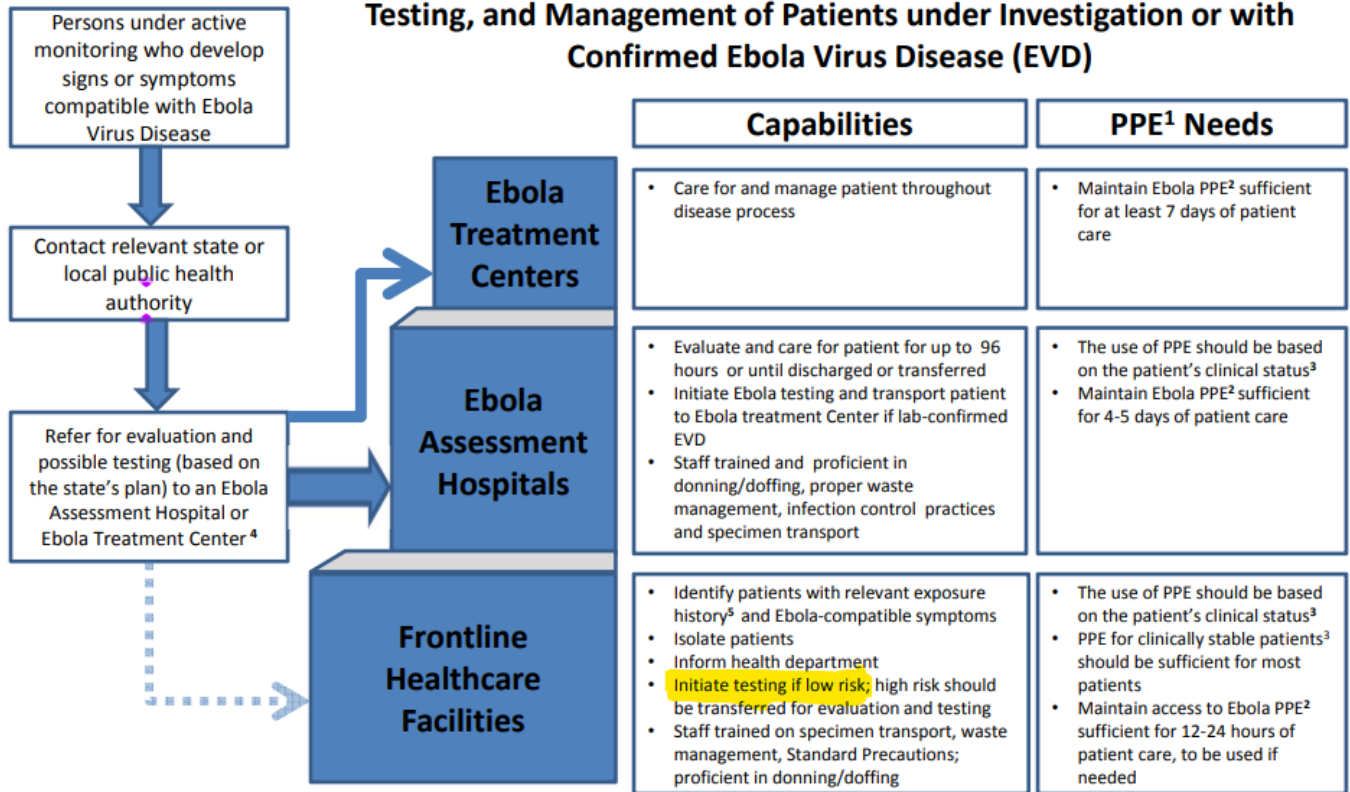 Testing, and Management of Patients under Investigation or with
Confirmed Ebola Virus Disease (EVD)
Persons under active
monitoring who develop
signs or symptoms
compatible with Ebola
Virus Disease
Contact relevant state or
local public health
authority
Refer for evaluation and
possible testing (based on
the state's plan) to an Ebola
Assessment Hospital or
Ebola Treatment Center 4
Capabilities
PPE1 Needs
Ebola
Treatment
Centers
• Care for and manage patient throughout
disease process
• Maintain Ebola PPE2 sufficient
for at least 7 days of patient
care
Ebola
Assessment
Hospitals
• Evaluate and care for patient for up to 96
hours or until discharged or transferred
• Initiate Ebola testing and transport patient
to Ebola treatment Center if lab-confirmed
EVD
• Staff trained and proficient in
donning/doffing, proper waste
management, infection control practices
and specimen transport
• The use of PPE should be based
on the patient's clinical status3
• Maintain Ebola PPE2 sufficient
for 4-5 days of patient care
Frontline
Healthcare
Facilities
• Identify patients with relevant exposure
history5 and Ebola-compatible symptoms
• Isolate patients
• Inform health department
• Initiate testing if low risk; high risk should
be transferred for evaluation and testing
• Staff trained on specimen transport, waste
management, Standard Precautions;
proficient in donning/doffing
• The use of PPE should be based
on the patient's clinical status3
• PPE for clinically stable patients3
should be sufficient for most
patients
• Maintain access to Ebola PPE2
sufficient for 12-24 hours of
patient care, to be used if
needed